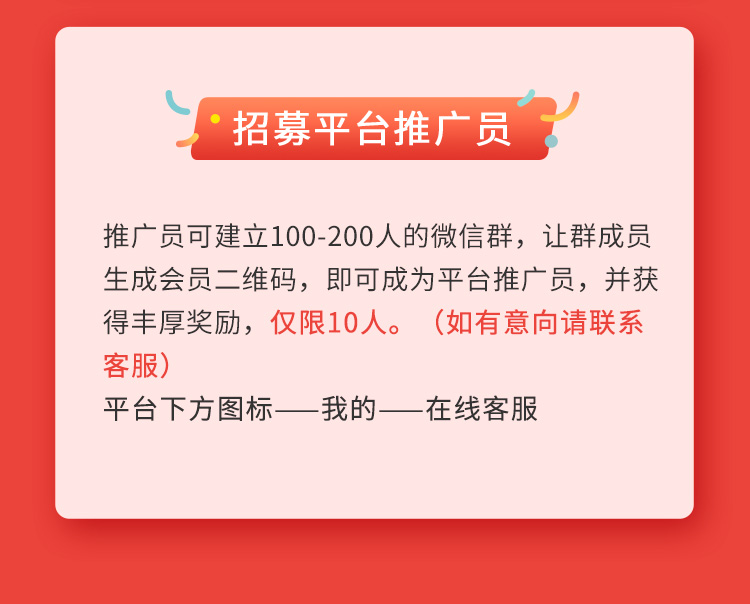 招募平台推广员
推广员可建立100-200人的微信群，让群成员
生成会员二维码，即可成为平台推广员，并获
得丰厚奖励，仅限10人。（如有意向请联系
客服）
平台下方图标——我的——在线客服